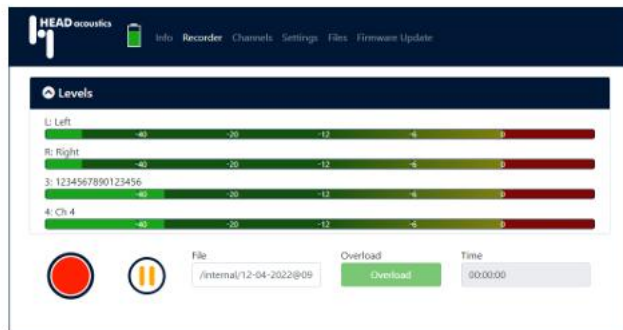 HEAD acoustics
Info Recorder Channels Settings Files Firmware Update
Levels
L: Left
-40 -20 -12 -6 0
R: Right
-40 -20 -12 -6 0
3: 1234567890123456
-40 -20 -12 -6 0
4: Ch 4
-40 -20 -12 -6 0
File Overload Time
/internal/12-04-2022@09 Overload 00:00:00